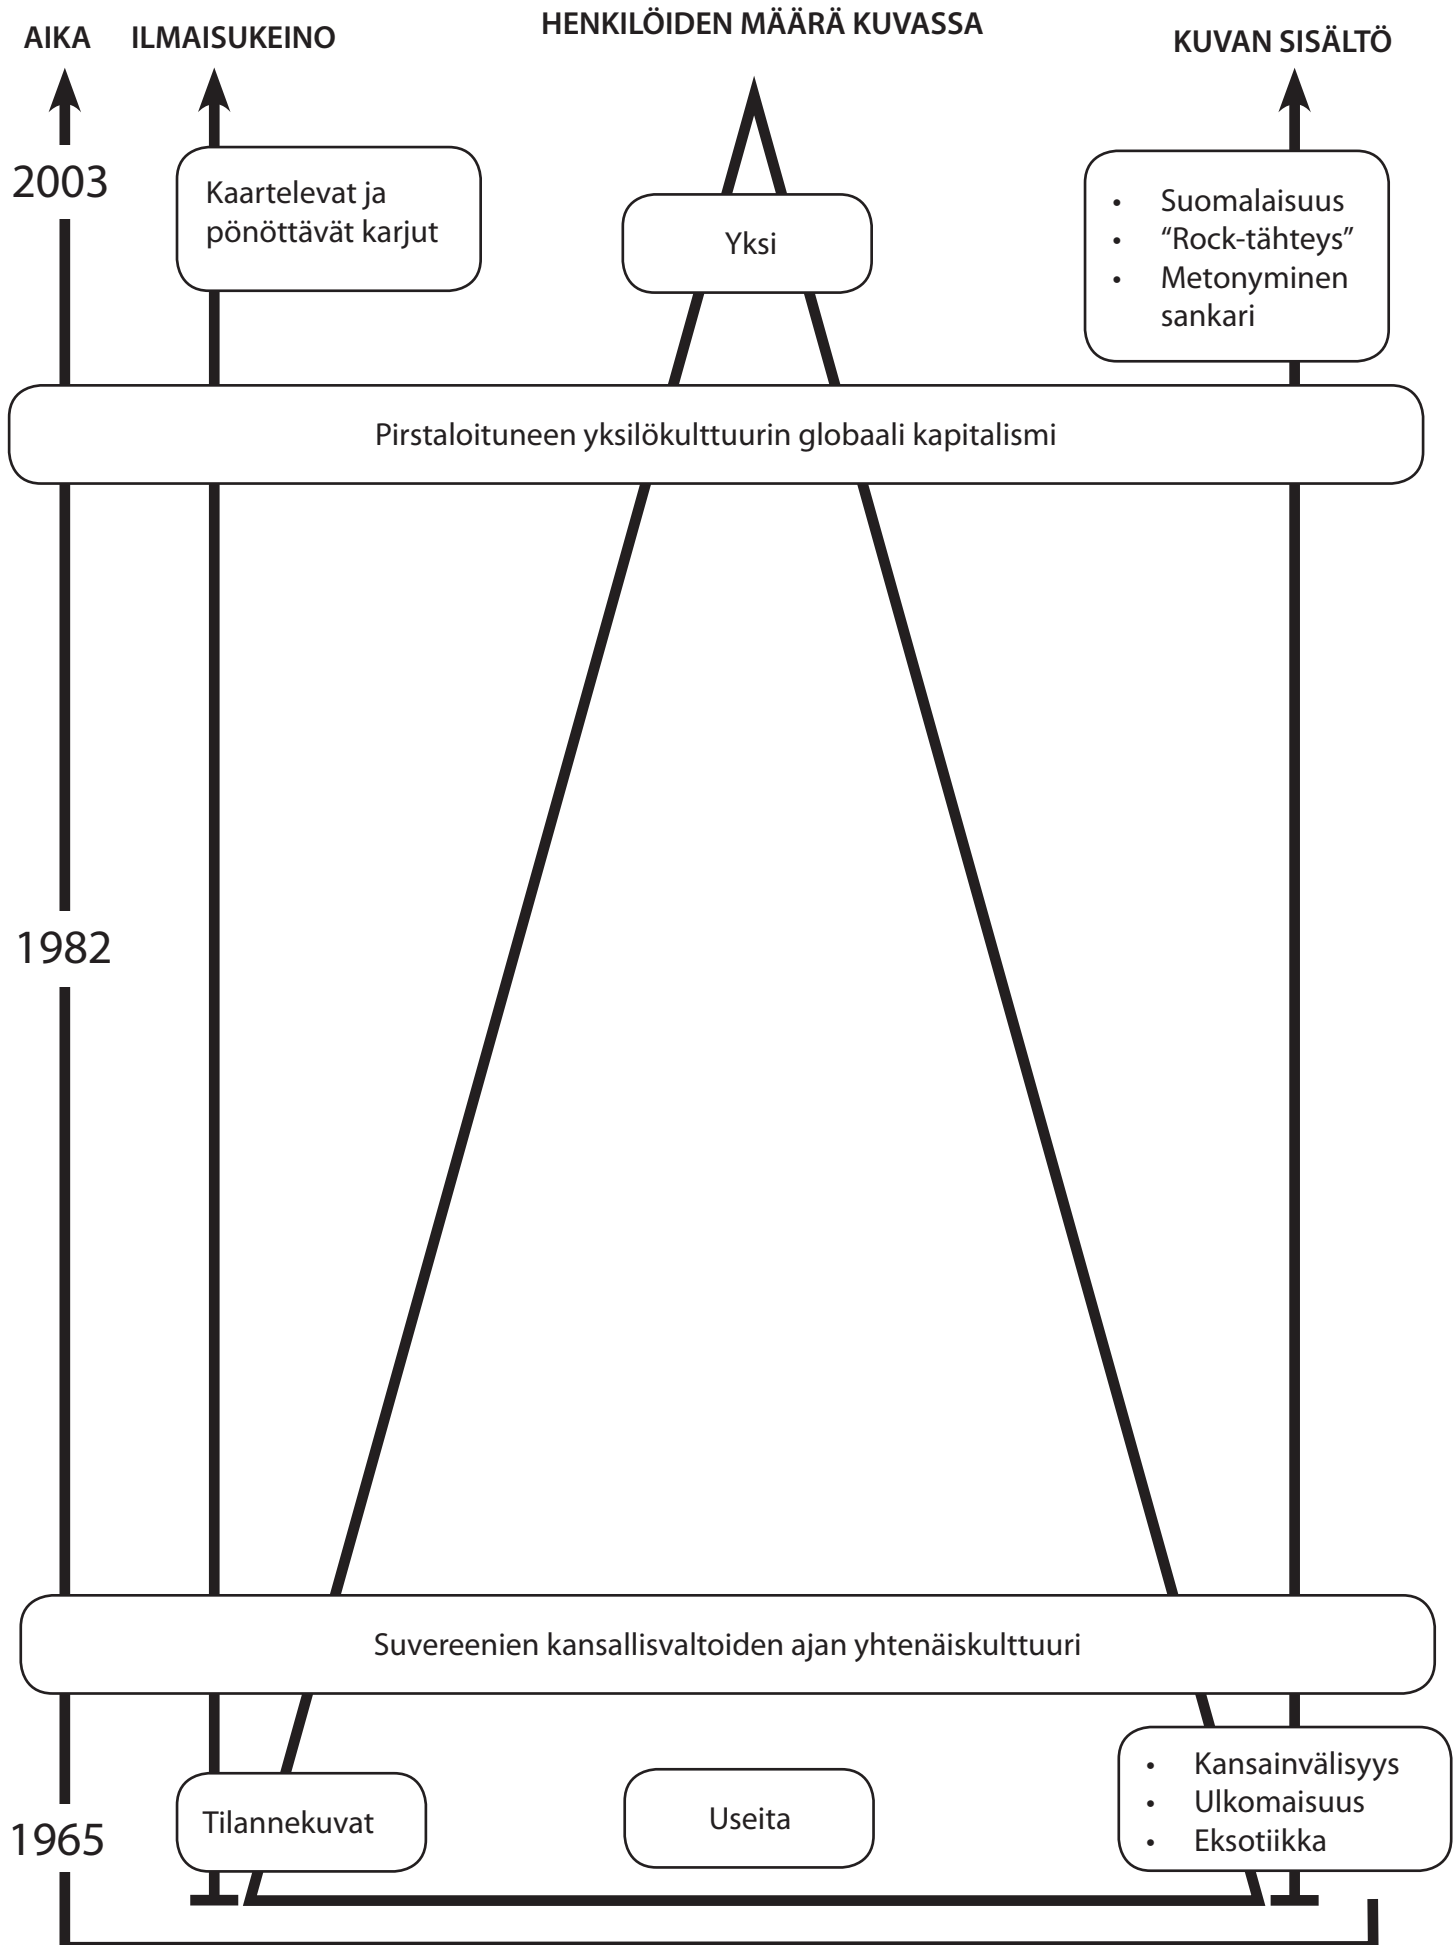 AIKA
ILMAISUKEINO
HENKILÖIDEN MÄÄRÄ KUVASSA
KUVAN SISÄLTÖ
2003
Kaartelevat ja
pönöttävät karjut
Yksi
• Suomalaisuus
• “Rock-tähteys”
• Metonyminen
sankari
Pirstaloituneen yksilökulttuurin globaali kapitalismi
1982
Suvereenien kansallisvaltoiden ajan yhtenäiskulttuuri
1965
Tilannekuvat
Useita
• Kansainvälisyys
• Ulkomaisuus
• Eksotiikka